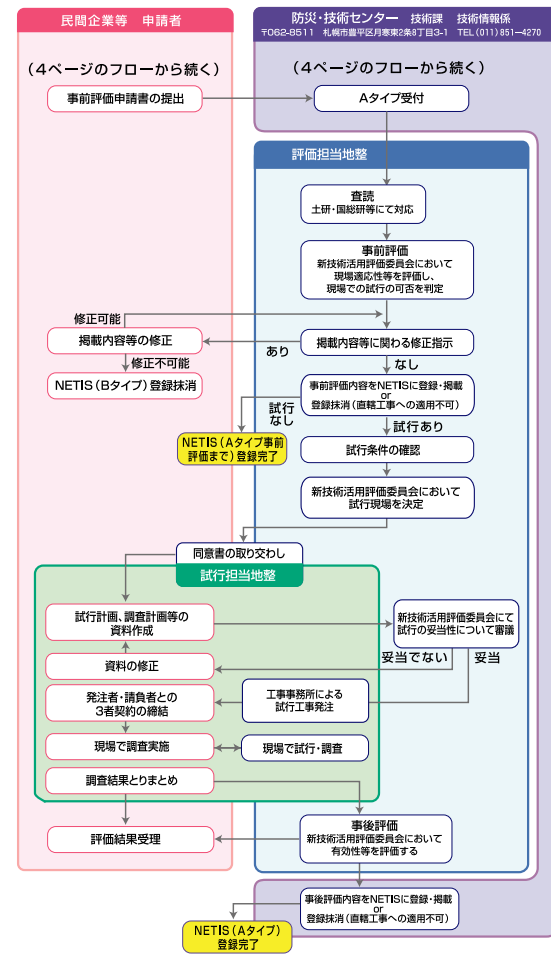 民間企業等 申請者
防災・技術センター 技術課 技術情報係
〒062-8511 札幌市豊平区月寒東2条8丁目3-1 TEL(011)851-4270
(4ページのフローから続く)
(4ページのフローから続く)
事前評価申請書の提出
Aタイプ受付
評価担当地整
査読
土研・国総研等にて対応
事前評価
新技術活用評価委員会において
現場適応性等を評価し、
現場での試行の可否を判定
修正可能
掲載内容等の修正
あり
掲載内容等に関わる修正指示
修正不可能
なし
NETIS(Bタイプ)登録抹消
事前評価内容をNETISに登録・掲載
or
登録抹消(直轄工事への適用不可)
試行
なし
試行あり
NETIS(Aタイプ事前
評価まで)登録完了
試行条件の確認
新技術活用評価委員会において
試行現場を決定
同意書の取り交わし
試行担当地整
試行計画、調査計画等の
資料作成
新技術活用評価委員会にて
試行の妥当性について審議
妥当でない
妥当
資料の修正
発注者・請負者との
3者契約の締結
工事事務所による
試行工事発注
現場で調査実施
現場で試行・調査
調査結果とりまとめ
事後評価
新技術活用評価委員会において
有効性等を評価する
評価結果受理
事後評価内容をNETISに登録・掲載
or
登録抹消(直轄工事への適用不可)
NETIS(Aタイプ)
登録完了